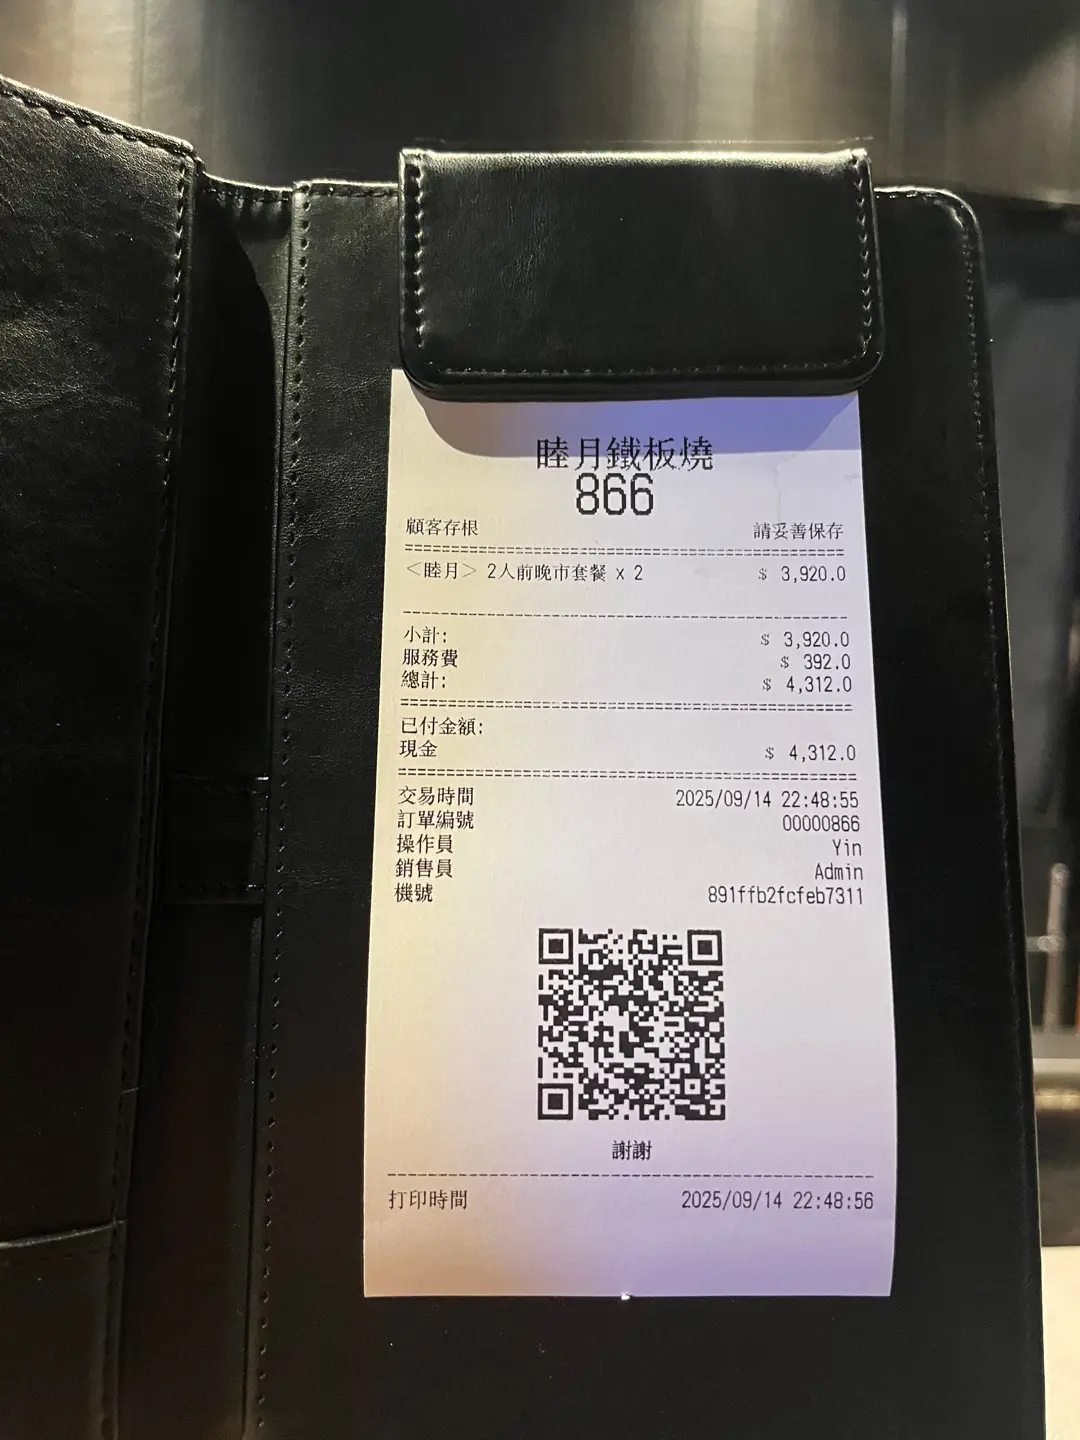 睦月鐵板燒
866
顧客存根 請妥善保存
＜睦月＞ 2人前晚市套餐 x 2 $ 3,920.0
小計: $ 3,920.0
服務費 $ 392.0
總計: $ 4,312.0
已付金額:
現金 $ 4,312.0
交易時間 2025/09/14 22:48:55
訂單編號 00000866
操作員 Yin
銷售員 Admin
機號 891ffb2fcfeb7311
謝謝
打印時間 2025/09/14 22:48:56